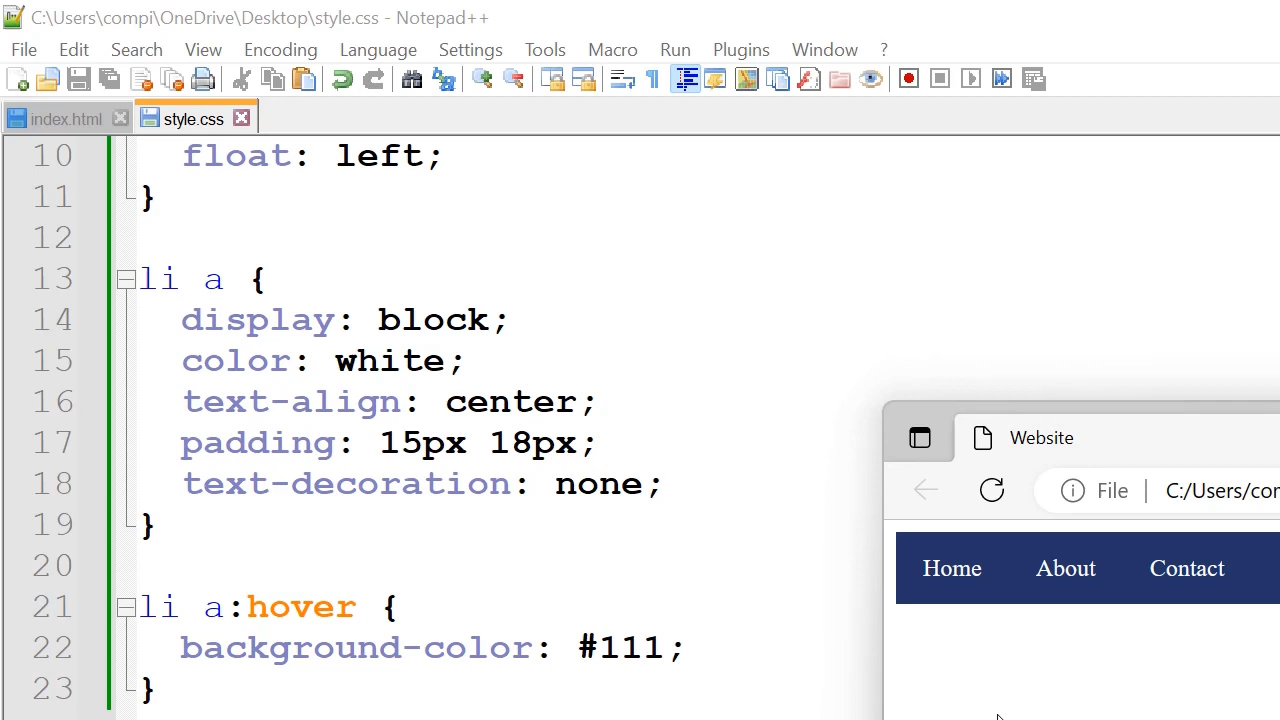 C:\Users\compi\OneDrive\Desktop\style.css - Notepad++
File Edit Search View Encoding Language Settings Tools Macro Run Plugins Window ?
index.html style.css
10 float: left;
11 }
12
13 li a {
14 display: block;
15 color: white;
16 text-align: center;
17 padding: 15px 18px;
18 text-decoration: none;
19 }
20
21 li a:hover {
22 background-color: #111;
23 }
Website
File C:/Users/com
Home About Contact